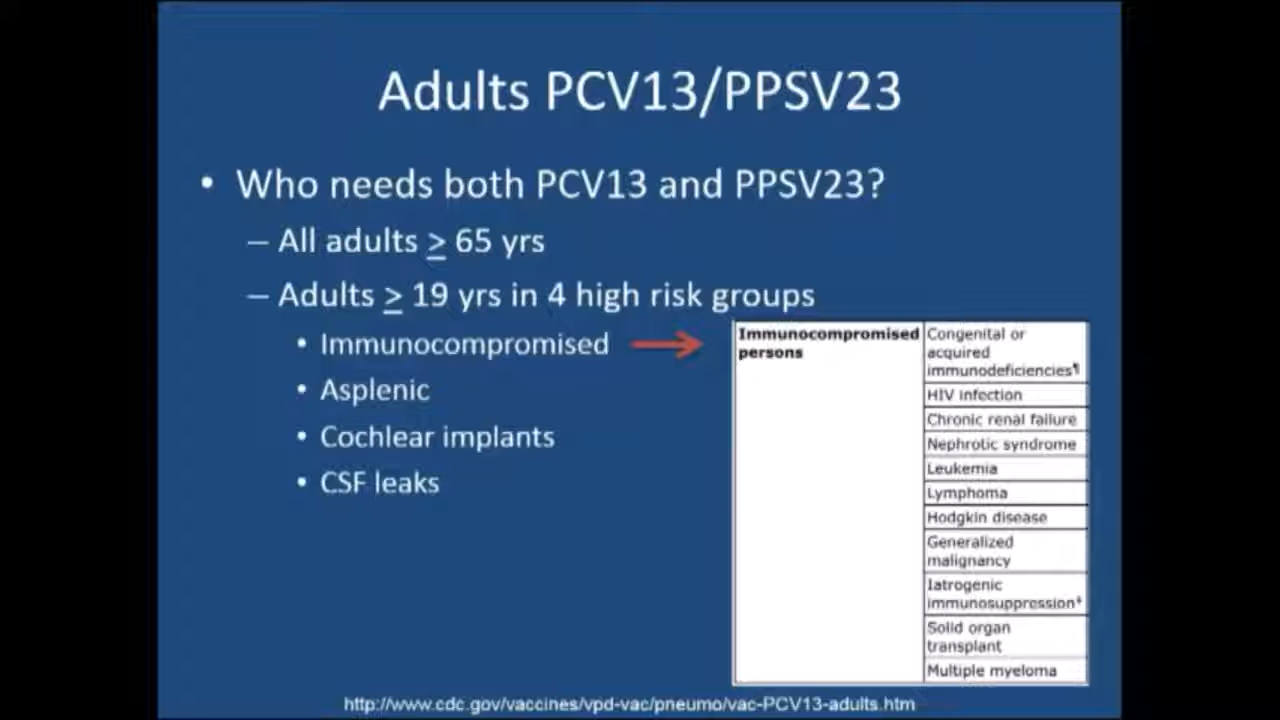 Adults PCV13/PPSV23
• Who needs both PCV13 and PPSV23?
– All adults ≥ 65 yrs
– Adults ≥ 19 yrs in 4 high risk groups
• Immunocompromised
• Asplenic
• Cochlear implants
• CSF leaks
Immunocompromised
persons
Congenital or
acquired
immunodeficiencies¶
HIV infection
Chronic renal failure
Nephrotic syndrome
Leukemia
Lymphoma
Hodgkin disease
Generalized
malignancy
Iatrogenic
immunosuppression*
Solid organ
transplant
Multiple myeloma
http://www.cdc.gov/vaccines/vpd-vac/pneumo/vac-PCV13-adults.htm